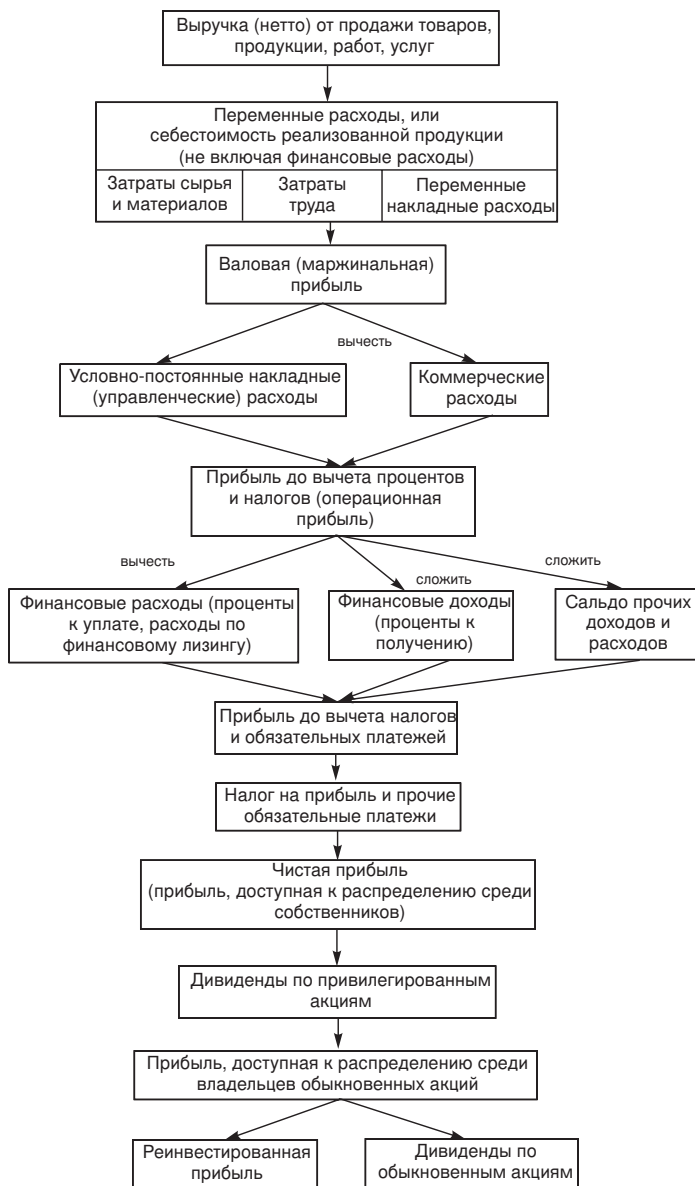 Выручка (нетто) от продажи товаров,
продукции, работ, услуг
Переменные расходы, или
себестоимость реализованной продукции
(не включая финансовые расходы)
Затраты сырья
и материалов
Затраты
труда
Переменные
накладные расходы
Валовая (маржинальная)
прибыль
вычесть
Условно-постоянные накладные
(управленческие) расходы
Коммерческие
расходы
Прибыль до вычета процентов
и налогов (операционная
прибыль)
вычесть
сложить
сложить
Финансовые расходы (проценты
к уплате, расходы по
финансовому лизингу)
Финансовые доходы
(проценты к
получению)
Сальдо прочих
доходов и
расходов
Прибыль до вычета налогов
и обязательных платежей
Налог на прибыль и прочие
обязательные платежи
Чистая прибыль
(прибыль, доступная к распределению среди
собственников)
Дивиденды по привилегированным
акциям
Прибыль, доступная к распределению среди
владельцев обыкновенных акций
Реинвестированная
прибыль
Дивиденды по
обыкновенным акциям